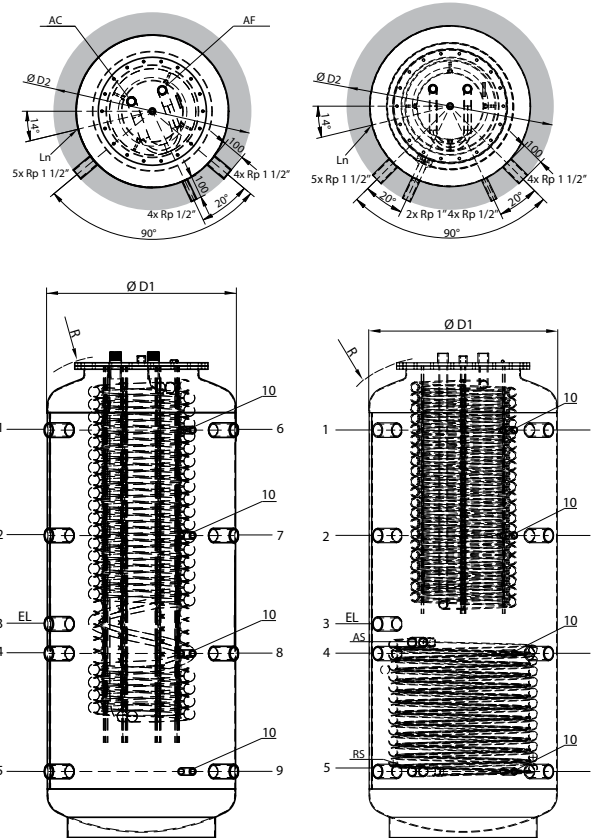 AC
AF
Ø D2
14°
Ln
5x Rp 1 1/2"
100
4x Rp 1 1/2"
100
20°
4x Rp 1/2"
90°
Ø D2
14°
Ln
5x Rp 1 1/2"
100
4x Rp 1 1/2"
20°
2x Rp 1"
4x Rp 1/2"
20°
90°
Ø D1
R
10
1
6
10
2
7
EL
3
10
4
8
10
5
9
Ø D1
R
10
1
10
2
EL
3
AS
10
4
RS
10
5